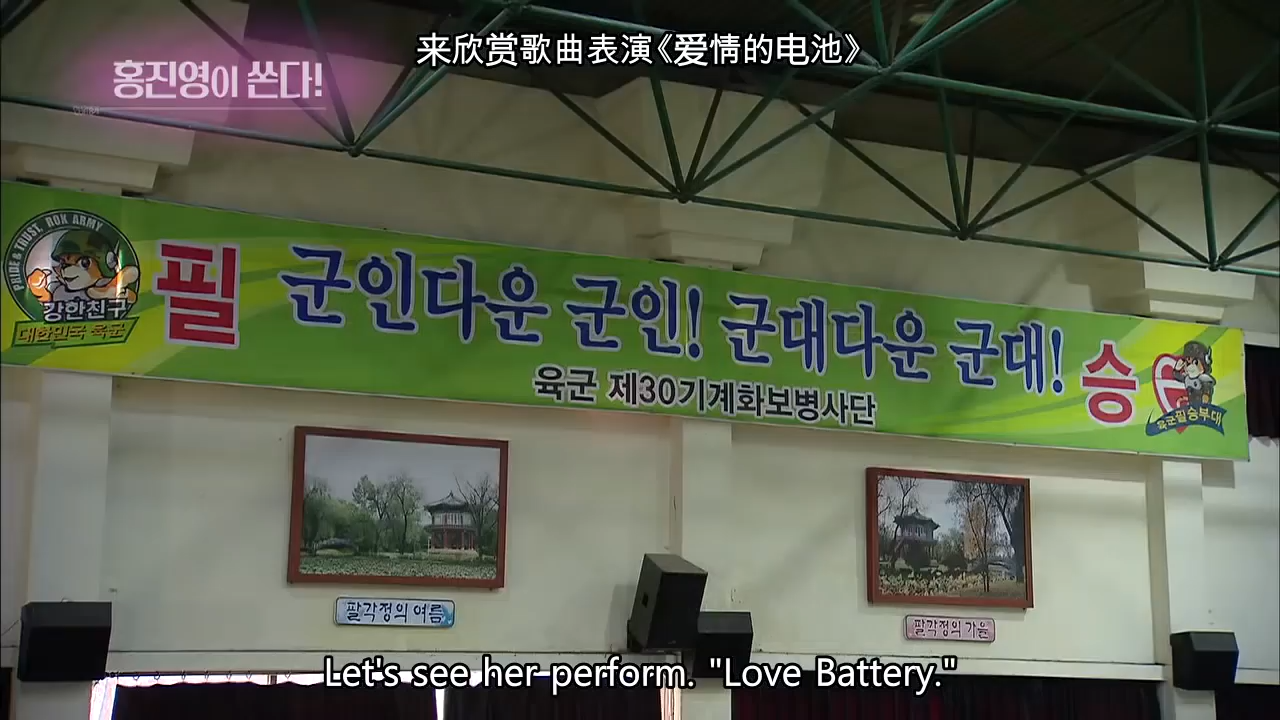 来欣赏歌曲表演《爱情的电池》
홍진영이 쏜다!
PRIDE & TRUST. ROK ARMY
강한친구
대한민국 육군
필 군인다운 군인! 군대다운 군대! 승
육군 제30기계화보병사단
육군필승부대
팔각정의 여름
팔각정의 가을
Let's see her perform. "Love Battery."